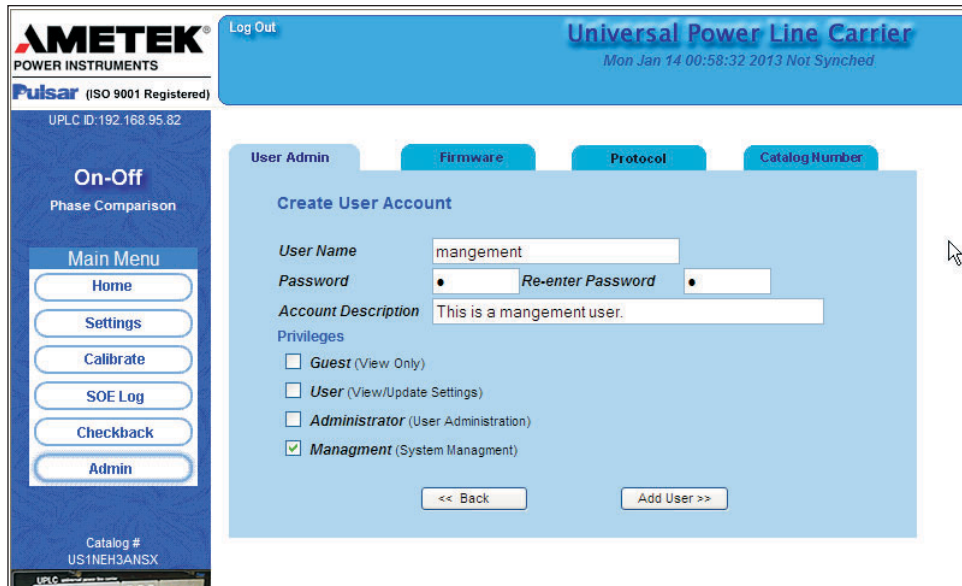 AMETEK®
POWER INSTRUMENTS
Pulsar (ISO 9001 Registered)
UPLC ID:192.168.95.82
On-Off
Phase Comparison
Main Menu
Home
Settings
Calibrate
SOE Log
Checkback
Admin
Catalog #
US1NEH3ANSX
UPLC
Log Out
Universal Power Line Carrier
Mon Jan 14 00:58:32 2013 Not Synched
User Admin Firmware Protocol Catalog Number
Create User Account
User Name mangement
Password • Re-enter Password •
Account Description This is a mangement user.
Privileges
Guest (View Only)
User (View/Update Settings)
Administrator (User Administration)
Managment (System Managment)
<< Back Add User >>